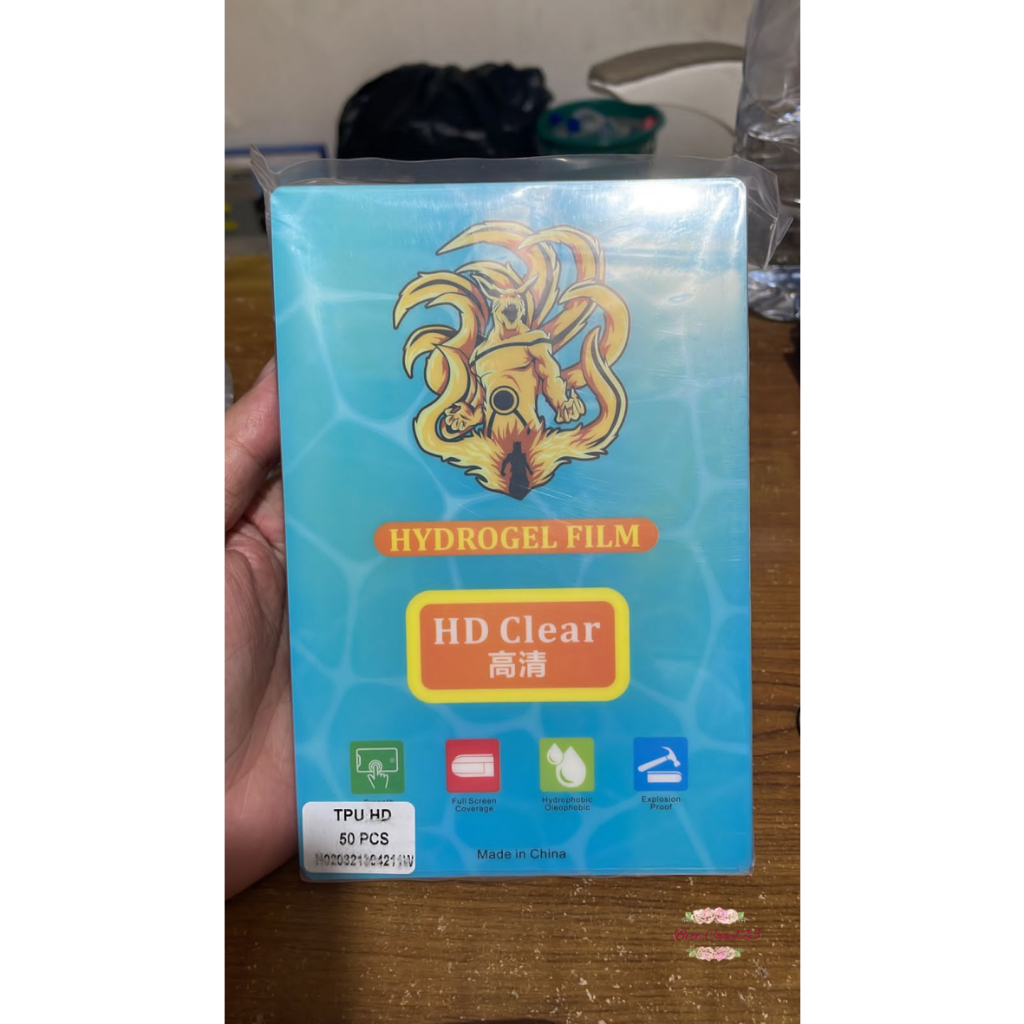 HYDROGEL FILM
HD Clear
高清
Full Screen
Coverage
Hydrophobic
Oleophobic
Explosion
Proof
TPU HD
50 PCS
Made in China